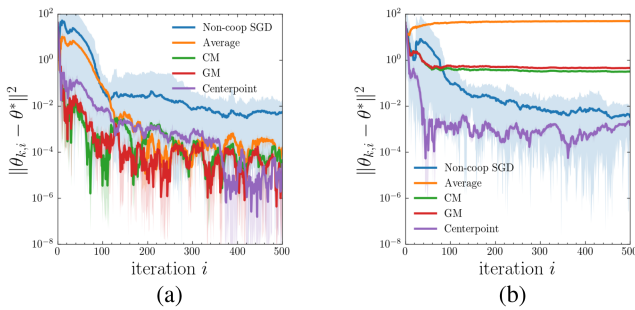 10^2
10^0
10^{-2}
10^{-4}
10^{-6}
10^{-8}
‖θ_{k,i} − θ*‖^2
Non-coop SGD
Average
CM
GM
Centerpoint
0 100 200 300 400 500
iteration i
(a)
10^2
10^0
10^{-2}
10^{-4}
10^{-6}
10^{-8}
‖θ_{k,i} − θ*‖^2
Non-coop SGD
Average
CM
GM
Centerpoint
0 100 200 300 400 500
iteration i
(b)